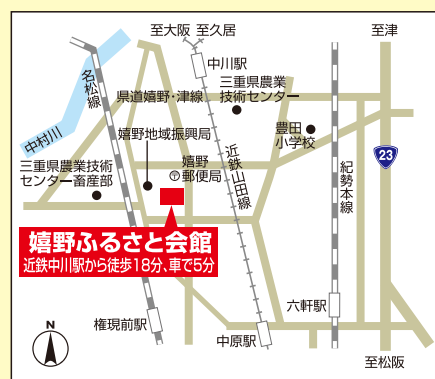 至大阪
至久居
至津
名松線
中川駅
三重県農業
技術センター
県道嬉野・津線
中村川
嬉野地域振興局
豊田
小学校
嬉野
郵便局
近鉄山田線
紀勢本線
23
三重県農業技術
センター畜産部
嬉野ふるさと会館
近鉄中川駅から徒歩18分、車で5分
六軒駅
権現前駅
中原駅
至松阪
N